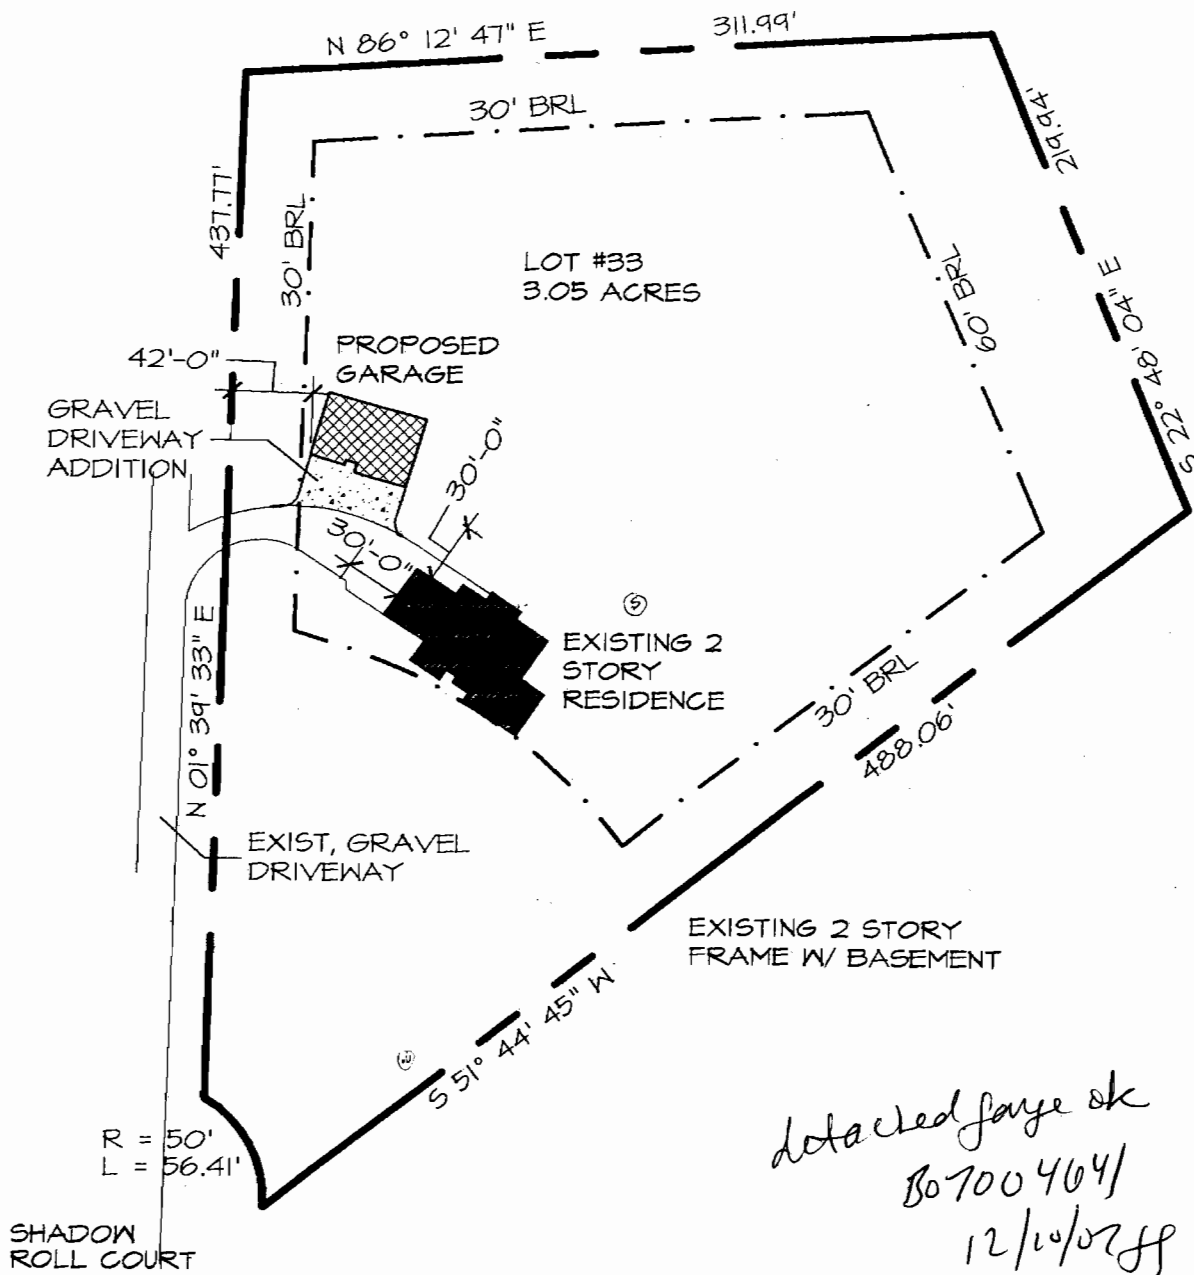 N 86° 12' 47" E
311.99'
30' BRL
219.94'
437.77'
30' BRL
LOT #33
3.05 ACRES
60' BRL
S 22° 48' 04" E
42'-0"
PROPOSED
GARAGE
GRAVEL
DRIVEWAY
ADDITION
30'-0"
30'-0"
S
EXISTING 2
STORY
RESIDENCE
30' BRL
488.06'
N 01° 39' 33" E
EXIST, GRAVEL
DRIVEWAY
EXISTING 2 STORY
FRAME W/ BASEMENT
S 51° 44' 45" W
R = 50'
L = 56.41'
SHADOW
ROLL COURT
detached garage ok
B07004641
12/10/07